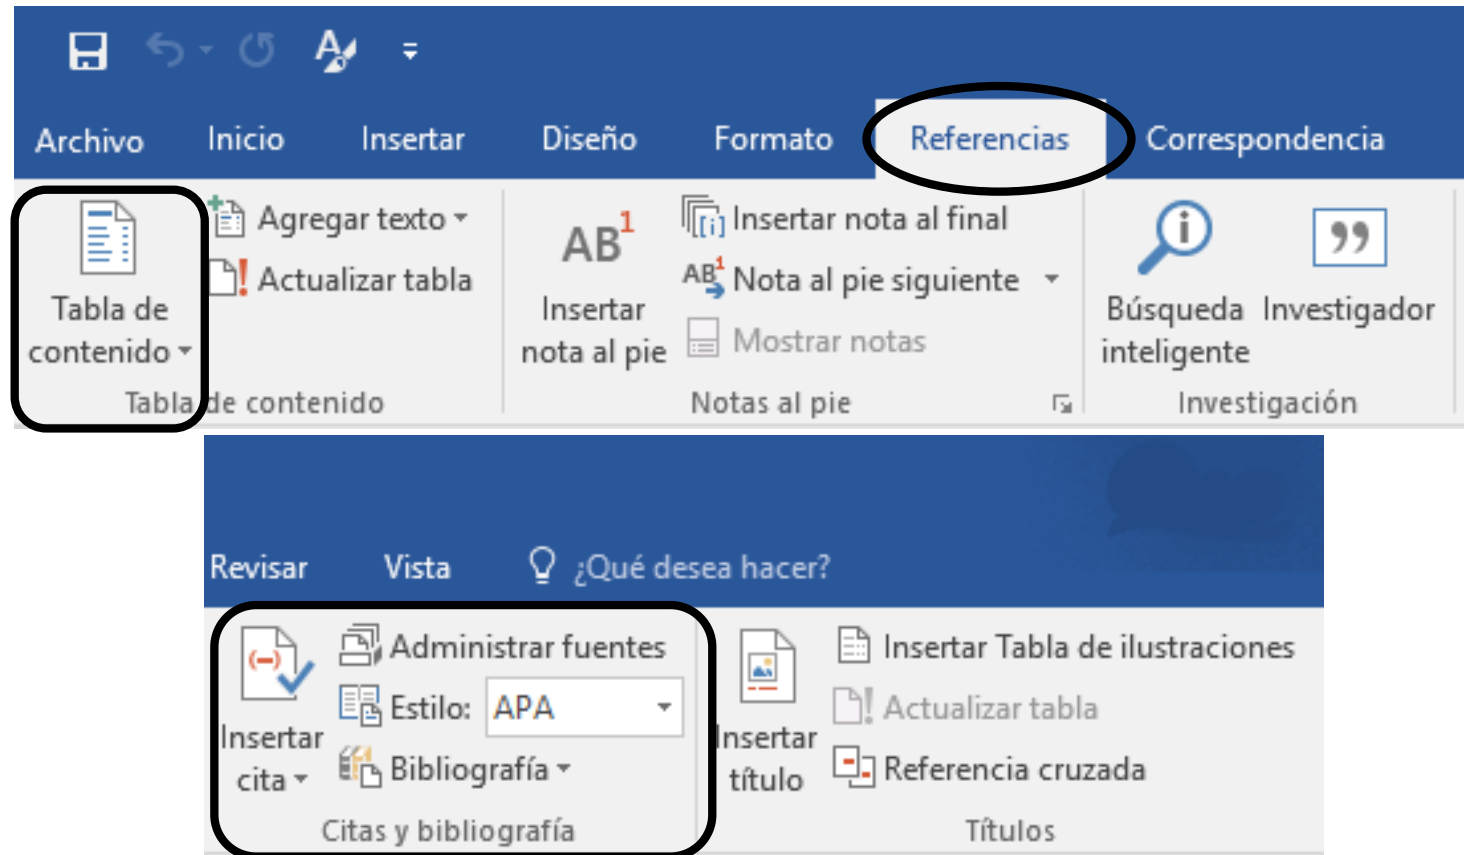 Archivo Inicio Insertar Diseño Formato Referencias Correspondencia
Tabla de contenido
Agregar texto
Actualizar tabla
Tabla de contenido
AB1
Insertar nota al pie
[i] Insertar nota al final
AB1 Nota al pie siguiente
Mostrar notas
Notas al pie
Búsqueda inteligente
Investigador
Investigación
Revisar Vista ¿Qué desea hacer?
Insertar cita
Administrar fuentes
Estilo: APA
Bibliografía
Citas y bibliografía
Insertar título
Insertar Tabla de ilustraciones
Actualizar tabla
Referencia cruzada
Títulos